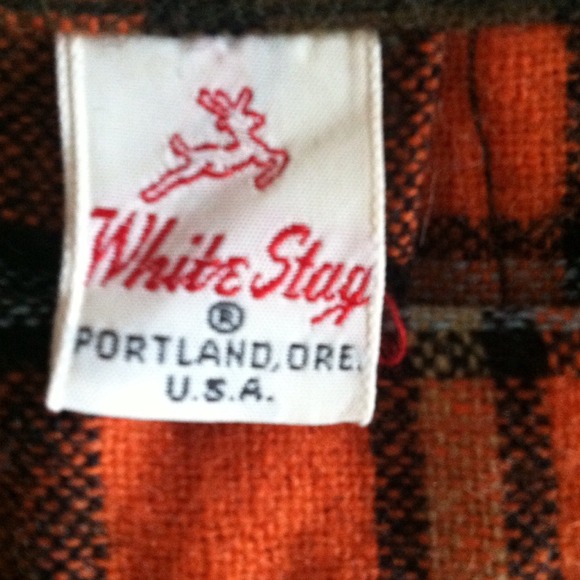 White Stag
®
PORTLAND, ORE.
U.S.A.